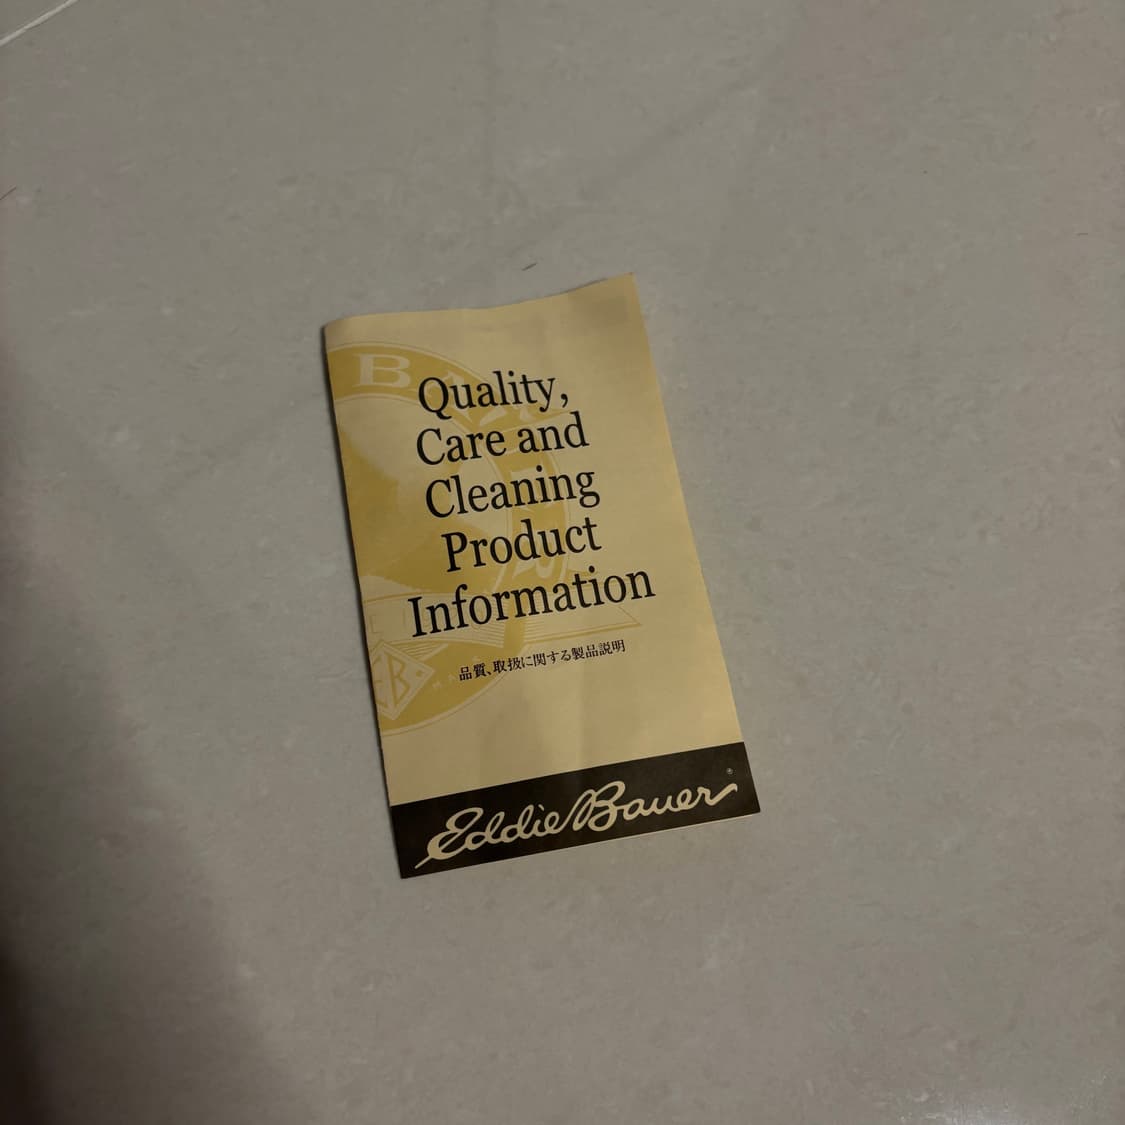 Quality,
Care and
Cleaning
Product
Information
品質、取扱に関する製品説明
EB
Eddie Bauer®